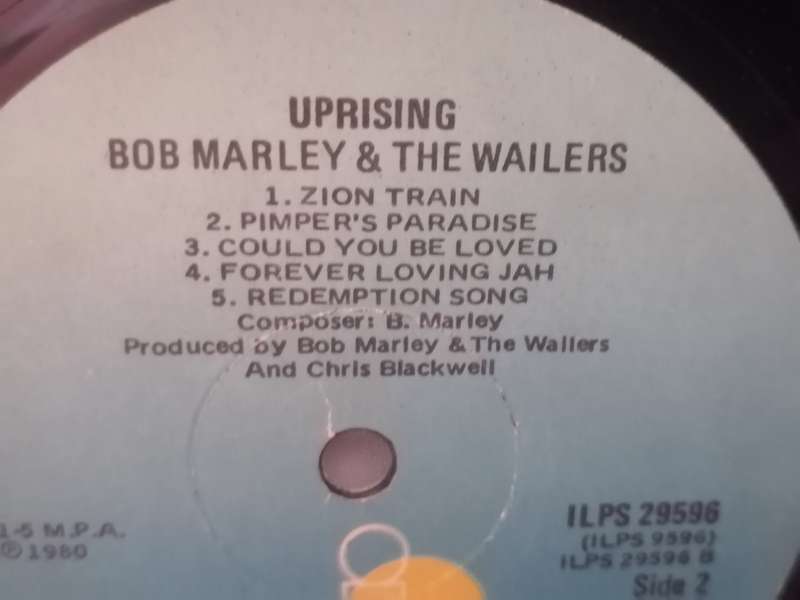 UPRISING
BOB MARLEY & THE WAILERS
1. ZION TRAIN
2. PIMPER'S PARADISE
3. COULD YOU BE LOVED
4. FOREVER LOVING JAH
5. REDEMPTION SONG
Composer: B. Marley
Produced by Bob Marley & The Wailers
And Chris Blackwell
1-5 M.P.A.
℗ 1980
ILPS 29596
(ILPS 9596)
ILPS 29596 B
Side 2